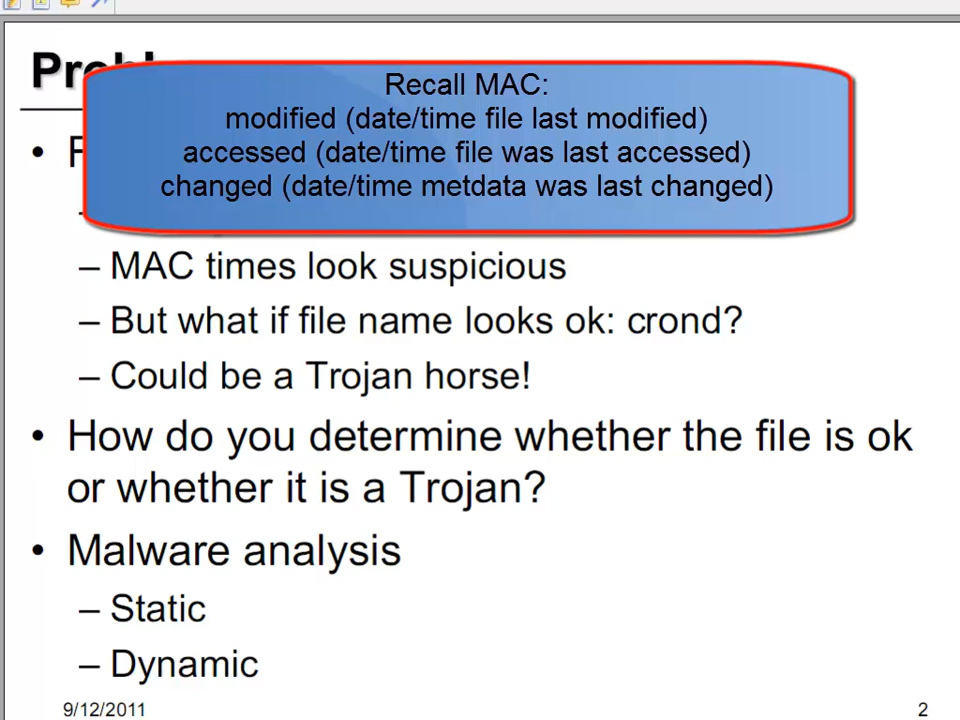 Recall MAC:
modified (date/time file last modified)
accessed (date/time file was last accessed)
changed (date/time metdata was last changed)
– MAC times look suspicious
– But what if file name looks ok: crond?
– Could be a Trojan horse!
• How do you determine whether the file is ok
or whether it is a Trojan?
• Malware analysis
– Static
– Dynamic
9/12/2011
2